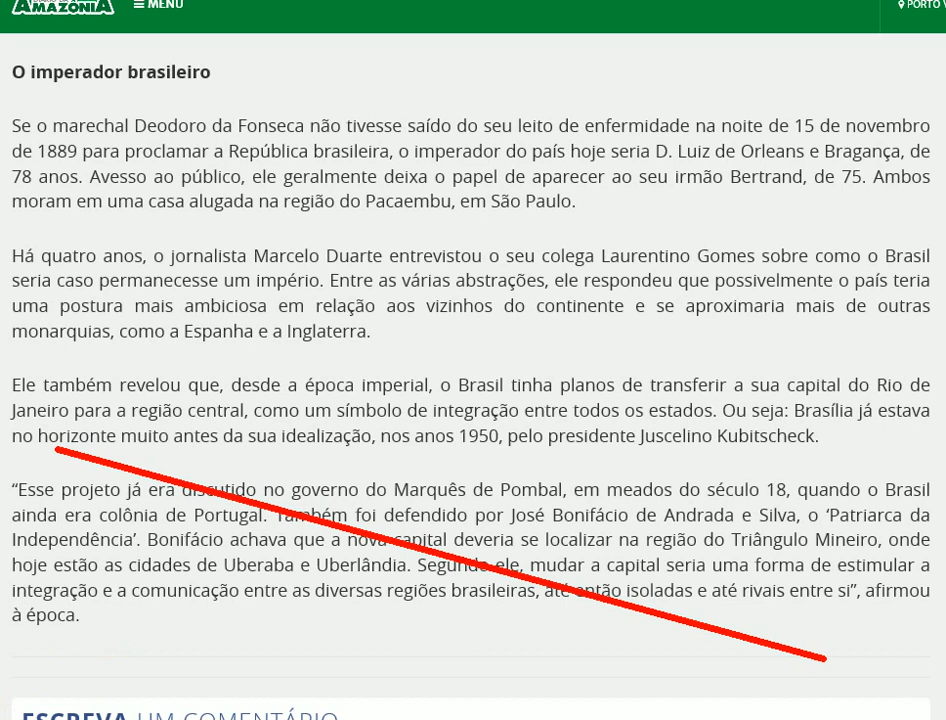 AMAZÔNIA
MENU
PORTO V
O imperador brasileiro
Se o marechal Deodoro da Fonseca não tivesse saído do seu leito de enfermidade na noite de 15 de novembro
de 1889 para proclamar a República brasileira, o imperador do país hoje seria D. Luiz de Orleans e Bragança, de
78 anos. Avesso ao público, ele geralmente deixa o papel de aparecer ao seu irmão Bertrand, de 75. Ambos
moram em uma casa alugada na região do Pacaembu, em São Paulo.
Há quatro anos, o jornalista Marcelo Duarte entrevistou o seu colega Laurentino Gomes sobre como o Brasil
seria caso permanecesse um império. Entre as várias abstrações, ele respondeu que possivelmente o país teria
uma postura mais ambiciosa em relação aos vizinhos do continente e se aproximaria mais de outras
monarquias, como a Espanha e a Inglaterra.
Ele também revelou que, desde a época imperial, o Brasil tinha planos de transferir a sua capital do Rio de
Janeiro para a região central, como um símbolo de integração entre todos os estados. Ou seja: Brasília já estava
no horizonte muito antes da sua idealização, nos anos 1950, pelo presidente Juscelino Kubitscheck.
“Esse projeto já era discutido no governo do Marquês de Pombal, em meados do século 18, quando o Brasil
ainda era colônia de Portugal. Também foi defendido por José Bonifácio de Andrada e Silva, o ‘Patriarca da
Independência’. Bonifácio achava que a nova capital deveria se localizar na região do Triângulo Mineiro, onde
hoje estão as cidades de Uberaba e Uberlândia. Segundo ele, mudar a capital seria uma forma de estimular a
integração e a comunicação entre as diversas regiões brasileiras, até então isoladas e até rivais entre si”, afirmou
à época.
ESCREVA UM COMENTÁRIO